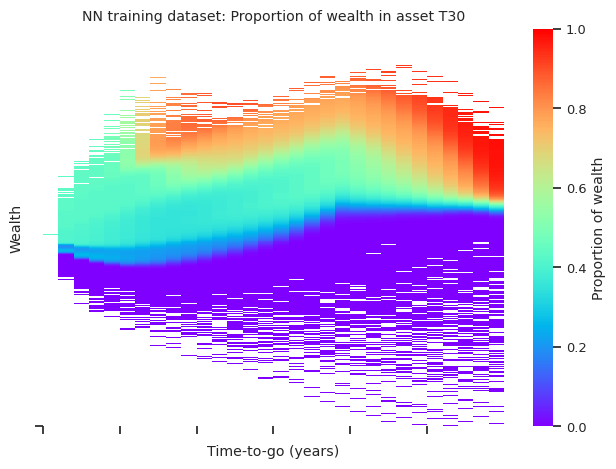 NN training dataset: Proportion of wealth in asset T30
Wealth
Time-to-go (years)
1.0
0.8
0.6
0.4
0.2
0.0
Proportion of wealth